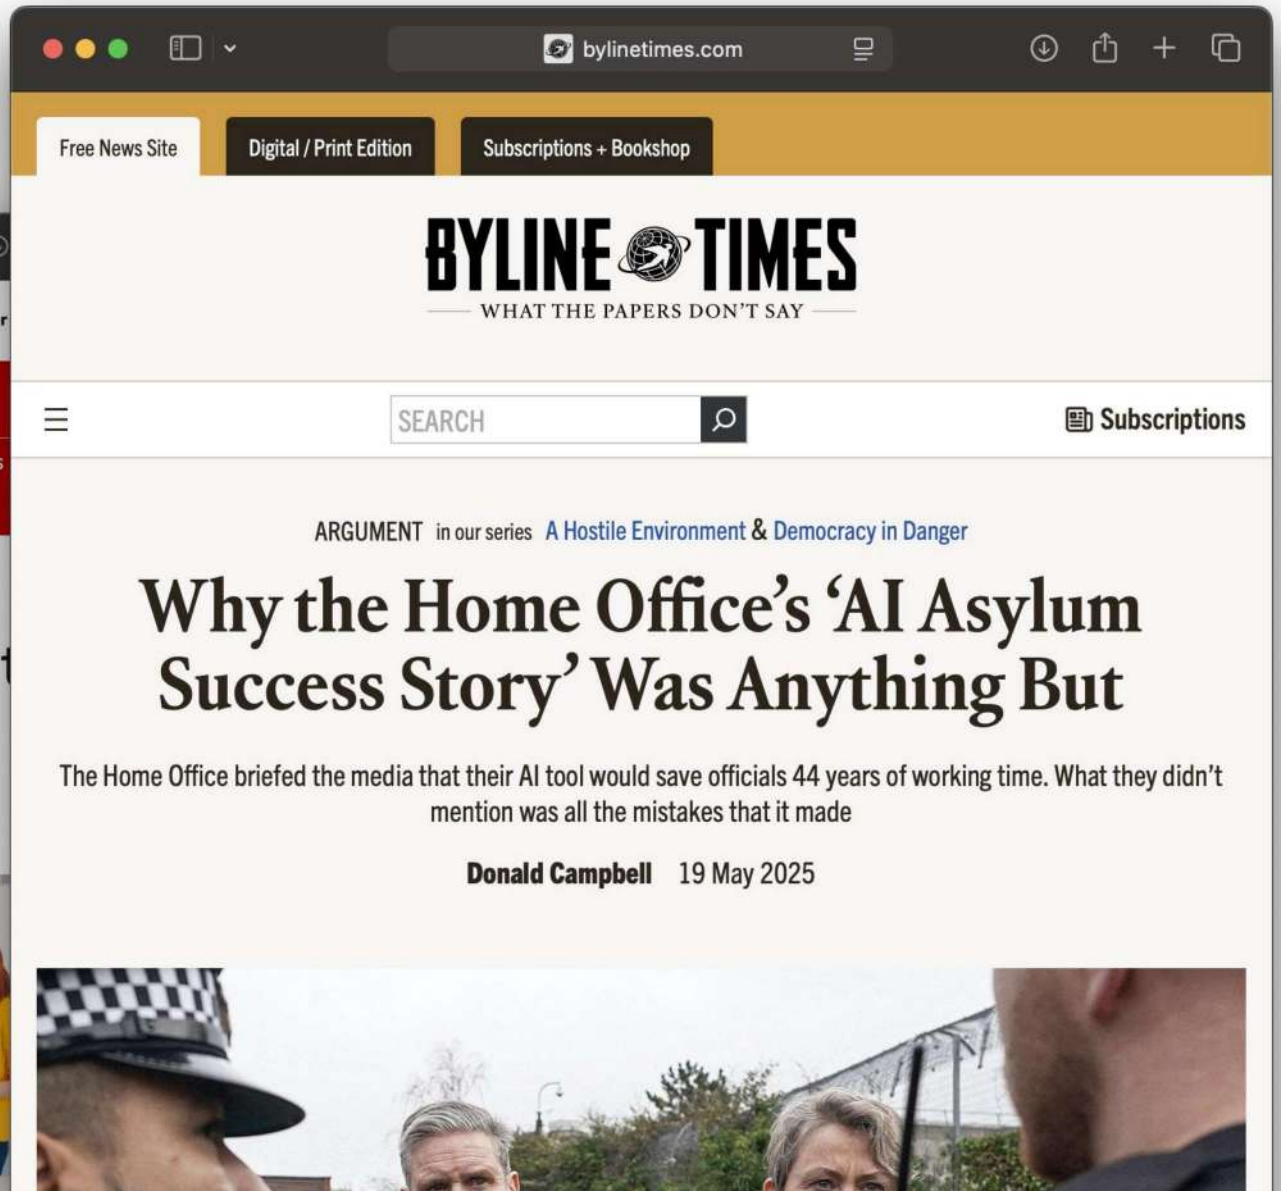 bylinetimes.com
Free News Site
Digital / Print Edition
Subscriptions + Bookshop
BYLINE TIMES
WHAT THE PAPERS DON'T SAY
SEARCH
Subscriptions
ARGUMENT in our series A Hostile Environment & Democracy in Danger
Why the Home Office’s ‘AI Asylum
Success Story’ Was Anything But
The Home Office briefed the media that their AI tool would save officials 44 years of working time. What they didn’t
mention was all the mistakes that it made
Donald Campbell 19 May 2025